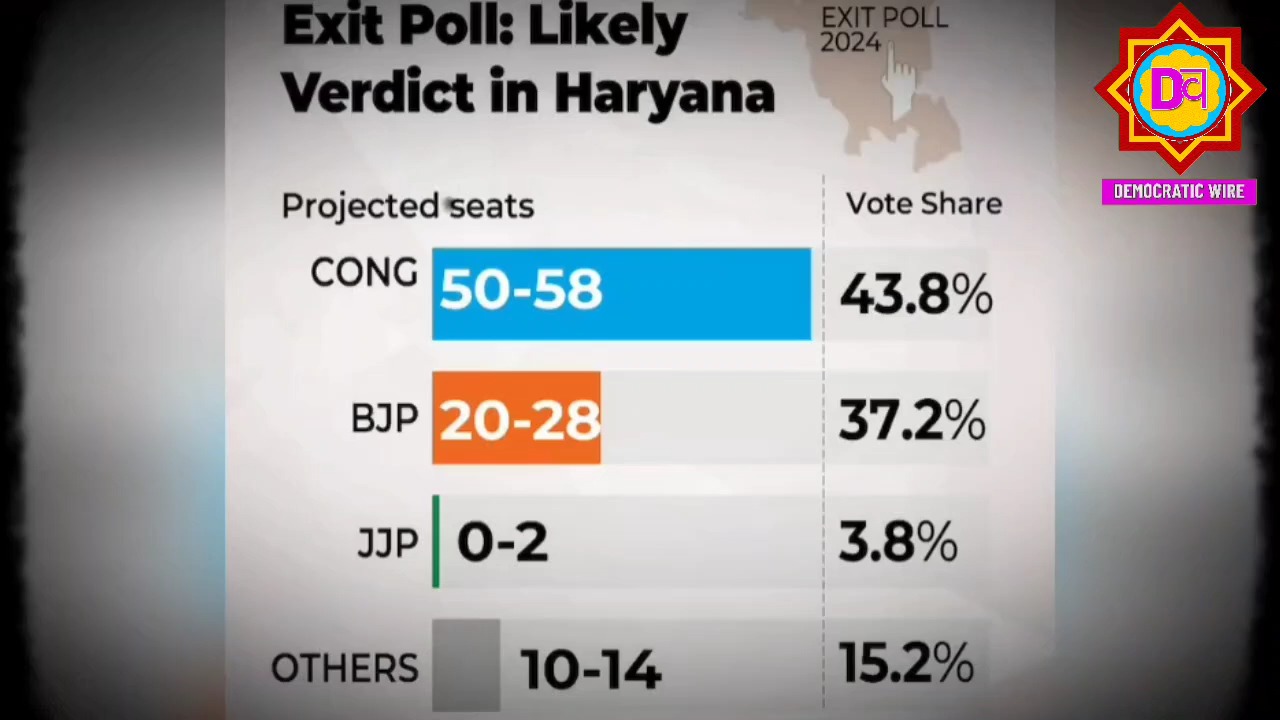 Exit Poll: Likely
Verdict in Haryana
EXIT POLL
2024
Projected seats
Vote Share
CONG 50-58 43.8%
BJP 20-28 37.2%
JJP 0-2 3.8%
OTHERS 10-14 15.2%
Dव
DEMOCRATIC WIRE